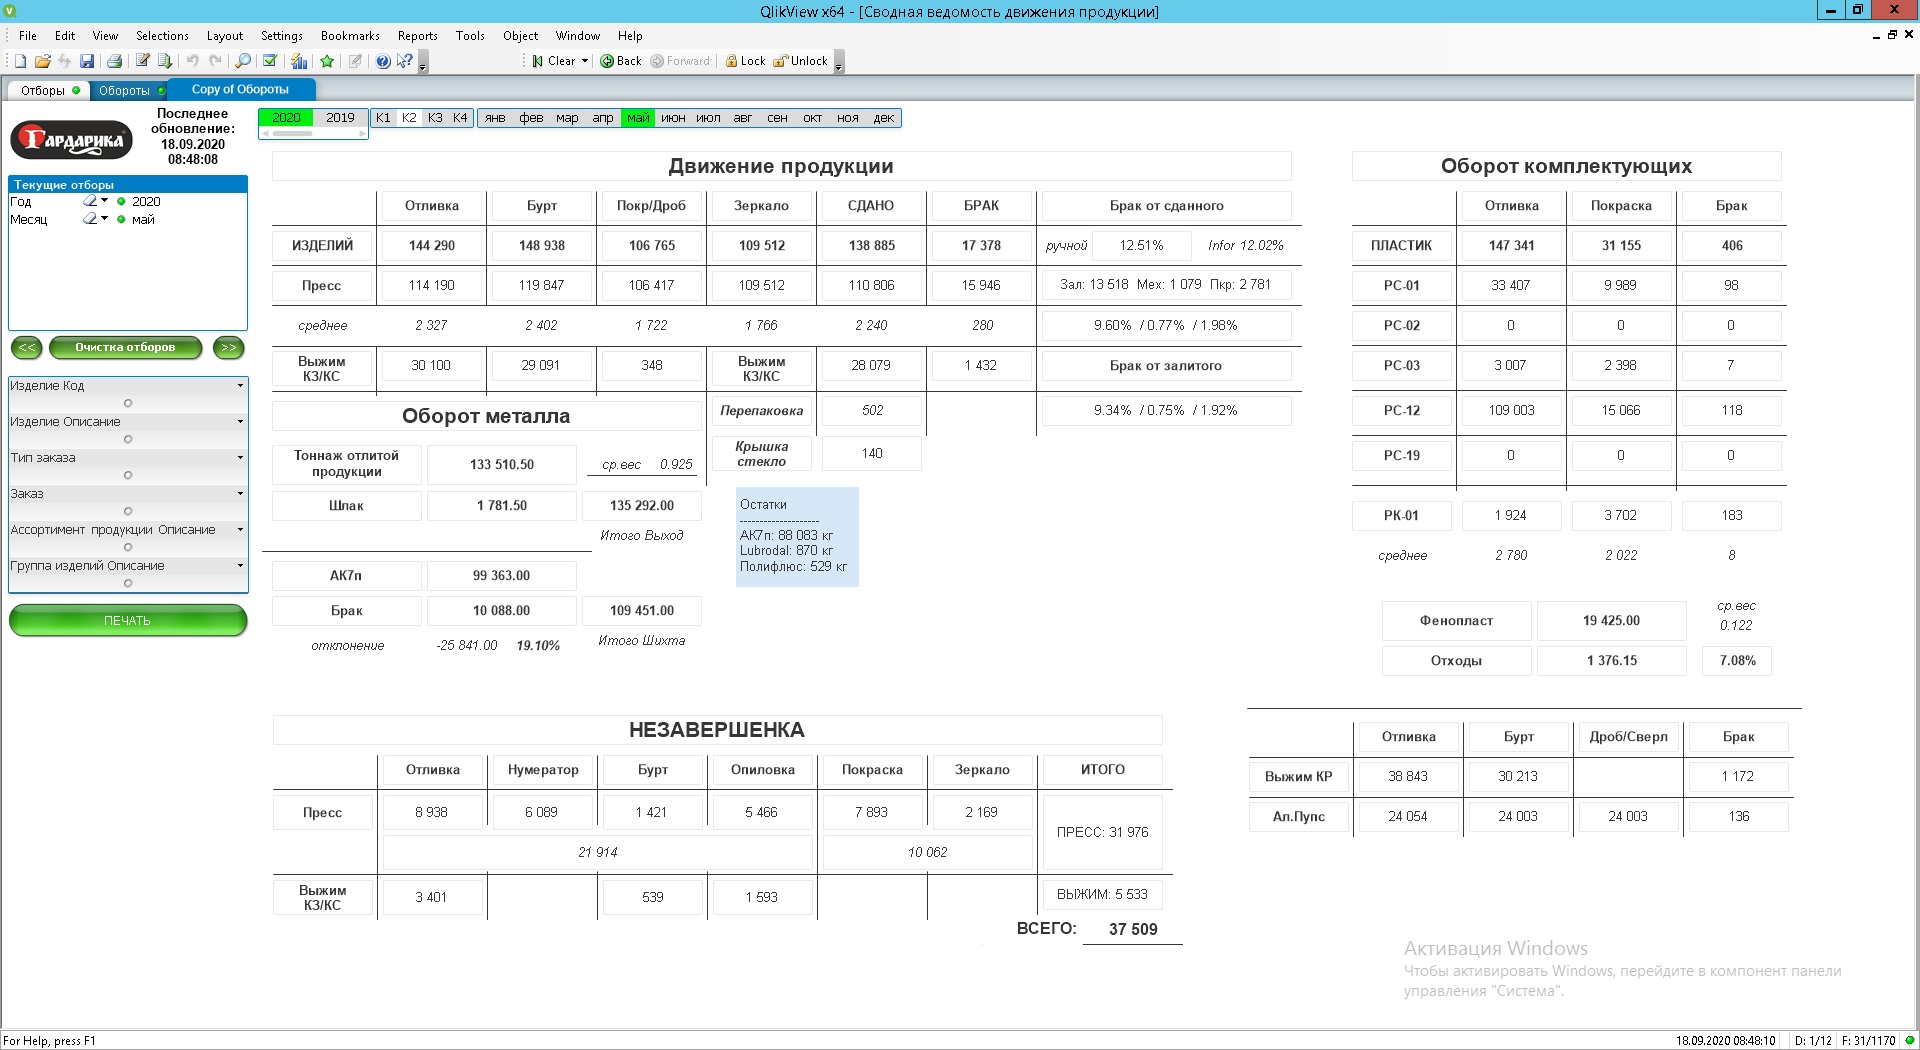 QlikView x64 - [Сводная ведомость движения продукции]
File Edit View Selections Layout Settings Bookmarks Reports Tools Object Window Help
Clear Back Forward Lock Unlock
Отборы Обороты Copy of Обороты
Гардарика
Последнее
обновление:
18.09.2020
08:48:08
2020 2019 К1 К2 К3 К4 янв фев мар апр май июн июл авг сен окт ноя дек
Текущие отборы
Год 2020
Месяц май
<< Очистка отборов >>
Изделие Код
Изделие Описание
Тип заказа
Заказ
Ассортимент продукции Описание
Группа изделий Описание
ПЕЧАТЬ
Движение продукции
Отливка Бурт Покр/Дроб Зеркало СДАНО БРАК Брак от сданного
ИЗДЕЛИЙ 144 290 148 938 106 765 109 512 138 885 17 378 ручной 12.51% Infor 12.02%
Пресс 114 190 119 847 106 417 109 512 110 806 15 946 Зал: 13 518 Мех: 1 079 Пкр: 2 781
среднее 2 327 2 402 1 722 1 766 2 240 280 9.60% / 0.77% / 1.98%
Выжим
КЗ/КС 30 100 29 091 348 Выжим
КЗ/КС 28 079 1 432 Брак от залитого
Перепаковка 502 9.34% / 0.75% / 1.92%
Крышка
стекло 140
Оборот металла
Тоннаж отлитой
продукции 133 510.50 ср.вес 0.925
Шлак 1 781.50 135 292.00
Итого Выход
АК7п 99 363.00
Брак 10 088.00 109 451.00
отклонение -25 841.00 19.10% Итого Шихта
Остатки
--------------------
АК7п: 88 083 кг
Lubrodal: 870 кг
Полифлюс: 529 кг
Оборот комплектующих
Отливка Покраска Брак
ПЛАСТИК 147 341 31 155 406
РС-01 33 407 9 989 98
РС-02 0 0 0
РС-03 3 007 2 398 7
РС-12 109 003 15 066 118
РС-19 0 0 0
РК-01 1 924 3 702 183
среднее 2 780 2 022 8
Фенопласт 19 425.00 ср.вес
0.122
Отходы 1 376.15 7.08%
НЕЗАВЕРШЕНКА
Отливка Нумератор Бурт Опиловка Покраска Зеркало ИТОГО
Пресс 8 938 6 089 1 421 5 466 7 893 2 169 ПРЕСС: 31 976
21 914 10 062
Выжим
КЗ/КС 3 401 539 1 593 ВЫЖИМ: 5 533
ВСЕГО: 37 509
Отливка Бурт Дроб/Сверл Брак
Выжим КР 38 843 30 213 1 172
Ал.Пупс 24 054 24 003 24 003 136
Активация Windows
Чтобы активировать Windows, перейдите в компонент панели
управления "Система".
For Help, press F1 18.09.2020 08:48:10 D: 1/12 F: 31/1170